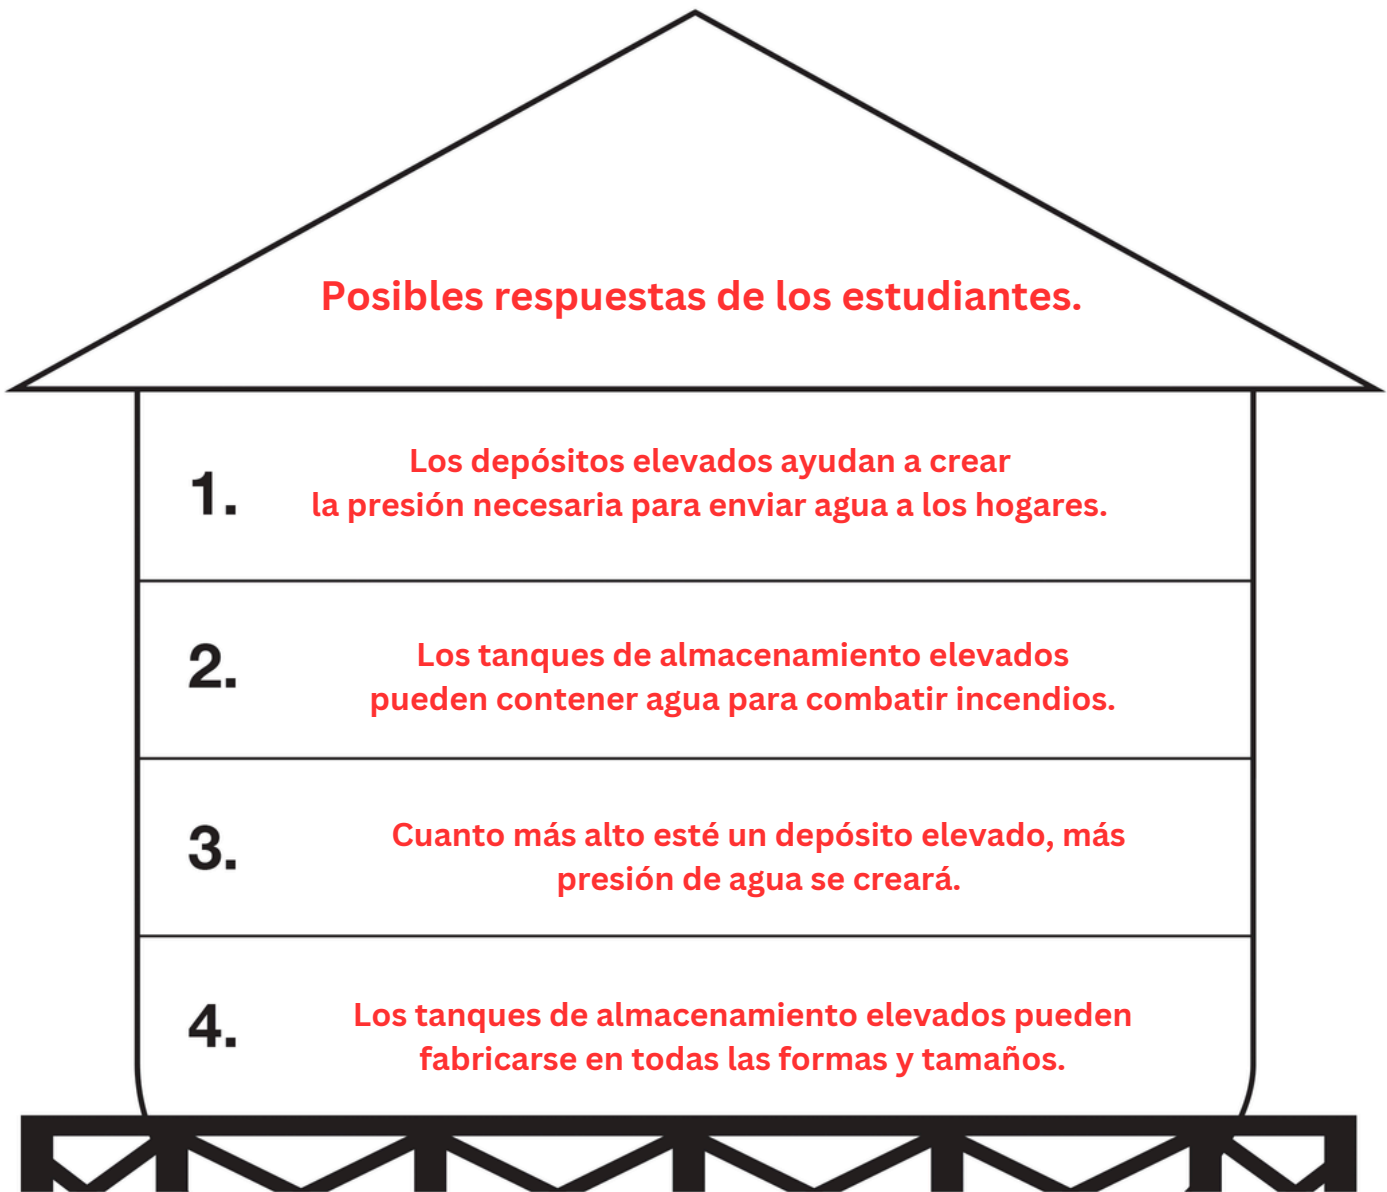 Posibles respuestas de los estudiantes.
1.
Los depósitos elevados ayudan a crear
la presión necesaria para enviar agua a los hogares.
2.
Los tanques de almacenamiento elevados
pueden contener agua para combatir incendios.
3.
Cuanto más alto esté un depósito elevado, más
presión de agua se creará.
4.
Los tanques de almacenamiento elevados pueden
fabricarse en todas las formas y tamaños.